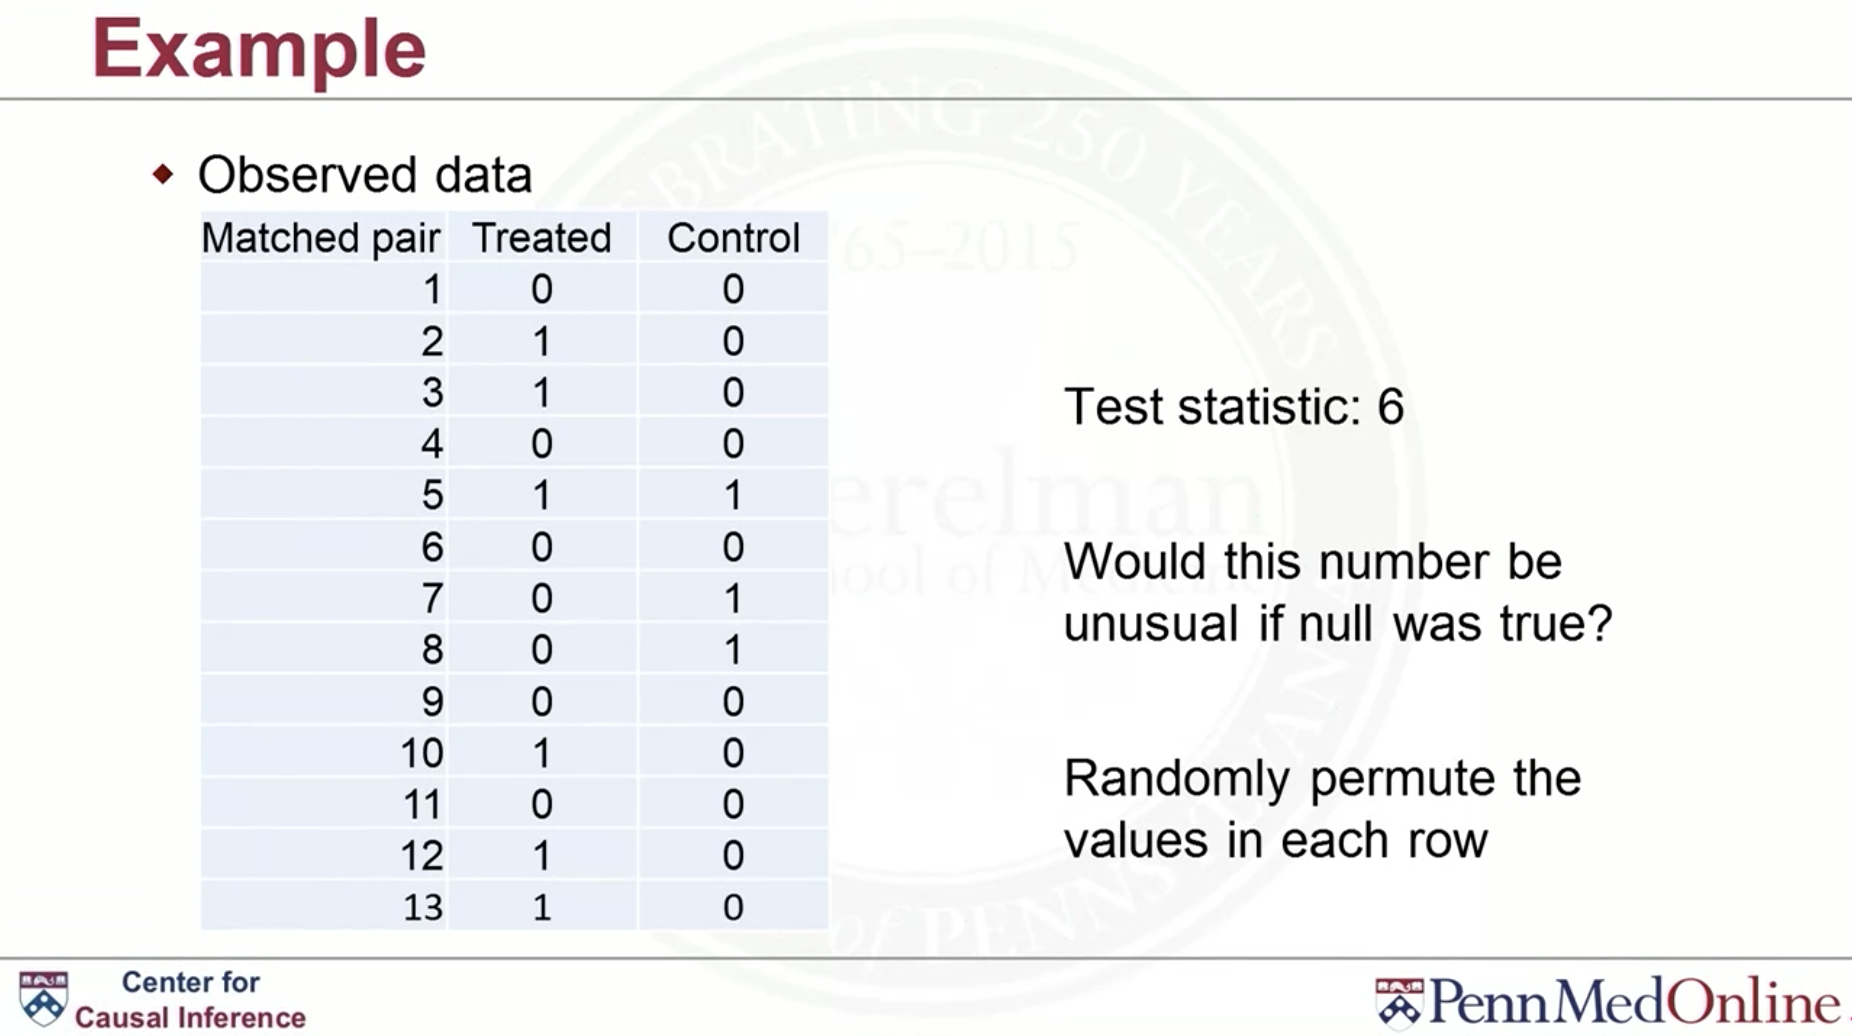 Example
Observed data
Matched pair Treated Control
1 0 0
2 1 0
3 1 0
4 0 0
5 1 1
6 0 0
7 0 1
8 0 1
9 0 0
10 1 0
11 0 0
12 1 0
13 1 0
Test statistic: 6
Would this number be
unusual if null was true?
Randomly permute the
values in each row
Center for
Causal Inference
PennMedOnline